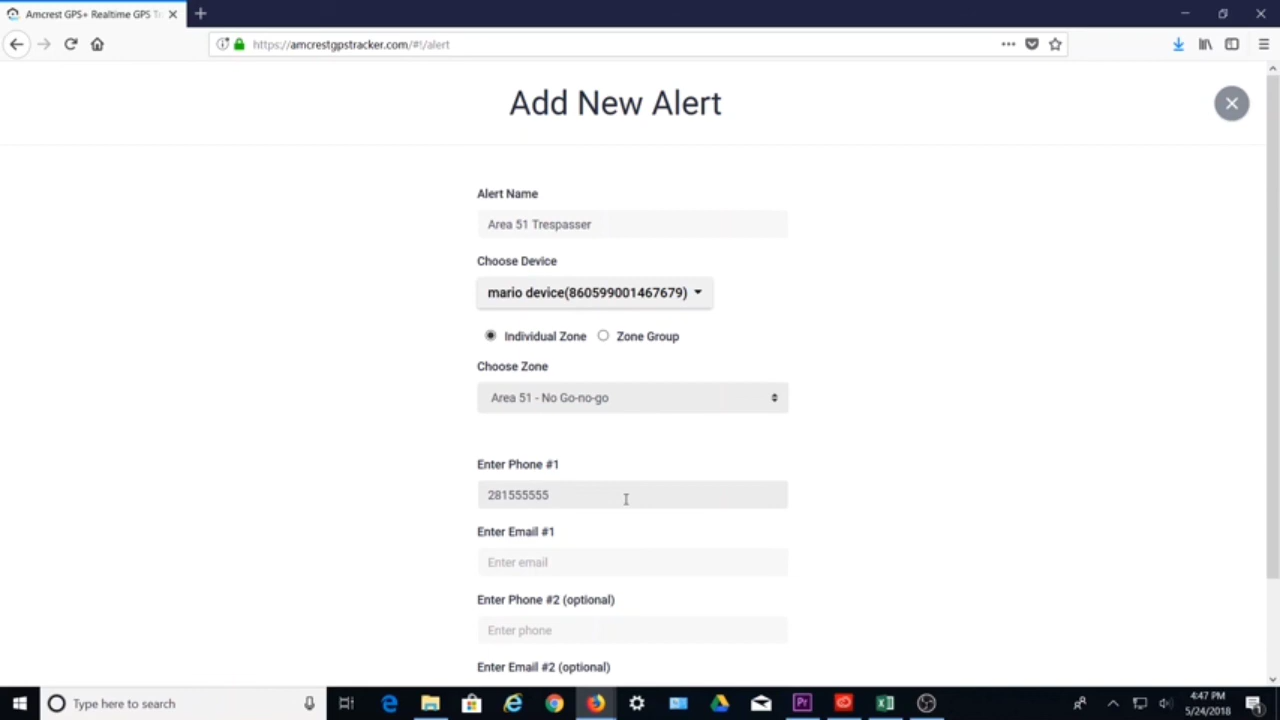 Amcrest GPS+ Realtime GPS Tr
https://amcrestgpstracker.com/#!/alert
Add New Alert
Alert Name
Area 51 Trespasser
Choose Device
mario device(860599001467679)
Individual Zone
Zone Group
Choose Zone
Area 51 - No Go-no-go
Enter Phone #1
281555555
Enter Email #1
Enter email
Enter Phone #2 (optional)
Enter phone
Enter Email #2 (optional)
Type here to search
Pr
4:47 PM
5/24/2018
1